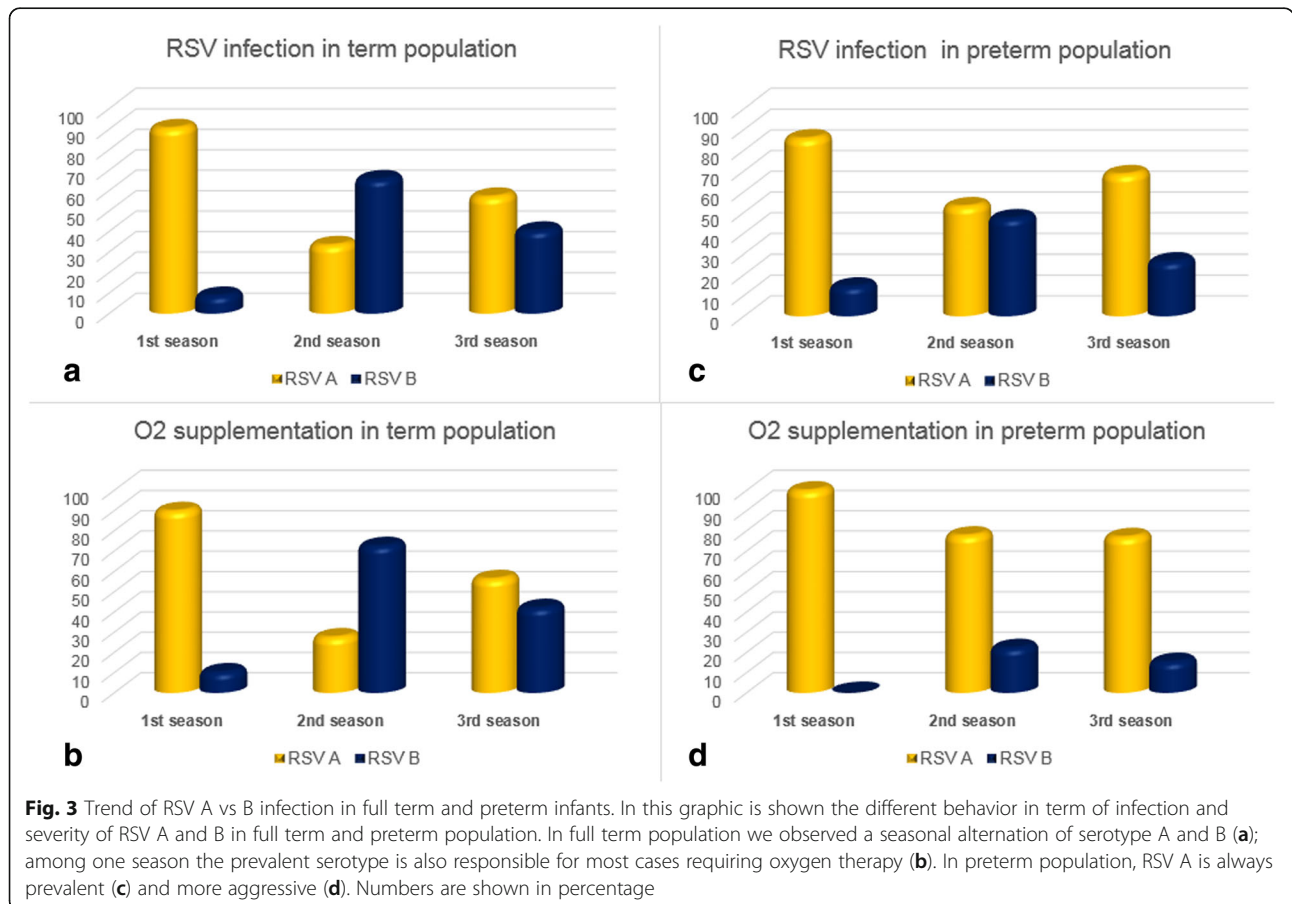 RSV infection in term population
100
90
80
70
60
50
40
30
20
10
0
1st season 2nd season 3rd season
a
RSV A RSV B
RSV infection in preterm population
100
90
80
70
60
50
40
30
20
10
0
1st season 2nd season 3rd season
c
RSV A RSV B
O2 supplementation in term population
100
90
80
70
60
50
40
30
20
10
0
1st season 2nd season 3rd season
b
RSV A RSV B
O2 supplementation in preterm population
100
90
80
70
60
50
40
30
20
10
0
1st season 2nd season 3rd season
d
RSV A RSV B
Fig. 3 Trend of RSV A vs B infection in full term and preterm infants. In this graphic is shown the different behavior in term of infection and
severity of RSV A and B in full term and preterm population. In full term population we observed a seasonal alternation of serotype A and B (a);
among one season the prevalent serotype is also responsible for most cases requiring oxygen therapy (b). In preterm population, RSV A is always
prevalent (c) and more aggressive (d). Numbers are shown in percentage